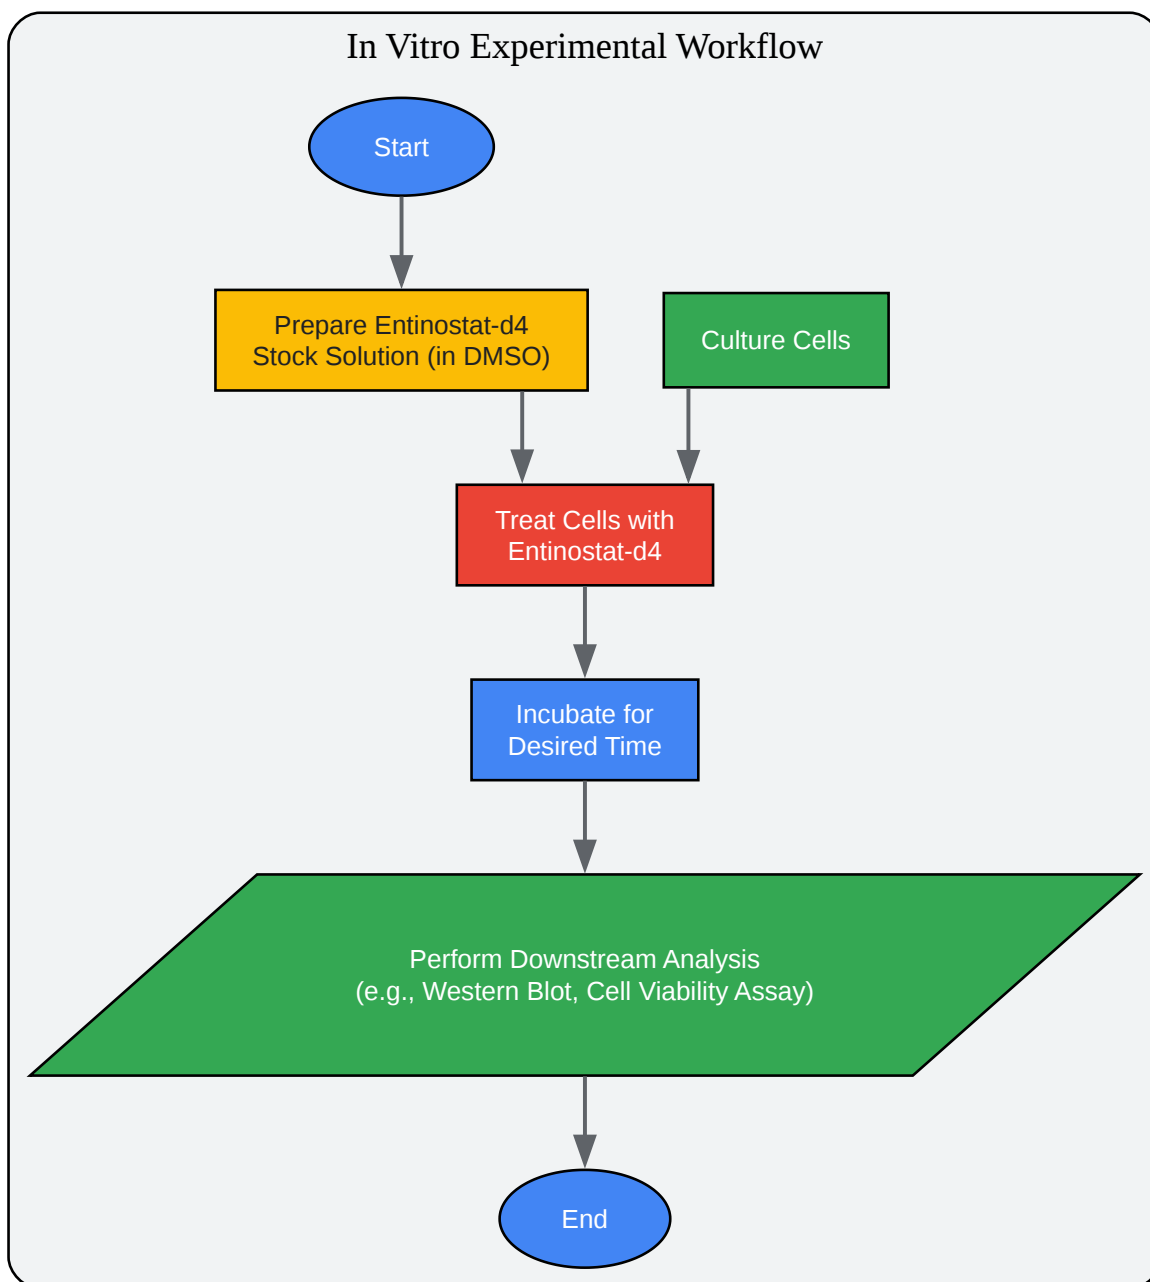 In Vitro Experimental Workflow
Start
Prepare Entinostat-d4
Stock Solution (in DMSO)
Culture Cells
Treat Cells with
Entinostat-d4
Incubate for
Desired Time
Perform Downstream Analysis
(e.g., Western Blot, Cell Viability Assay)
End